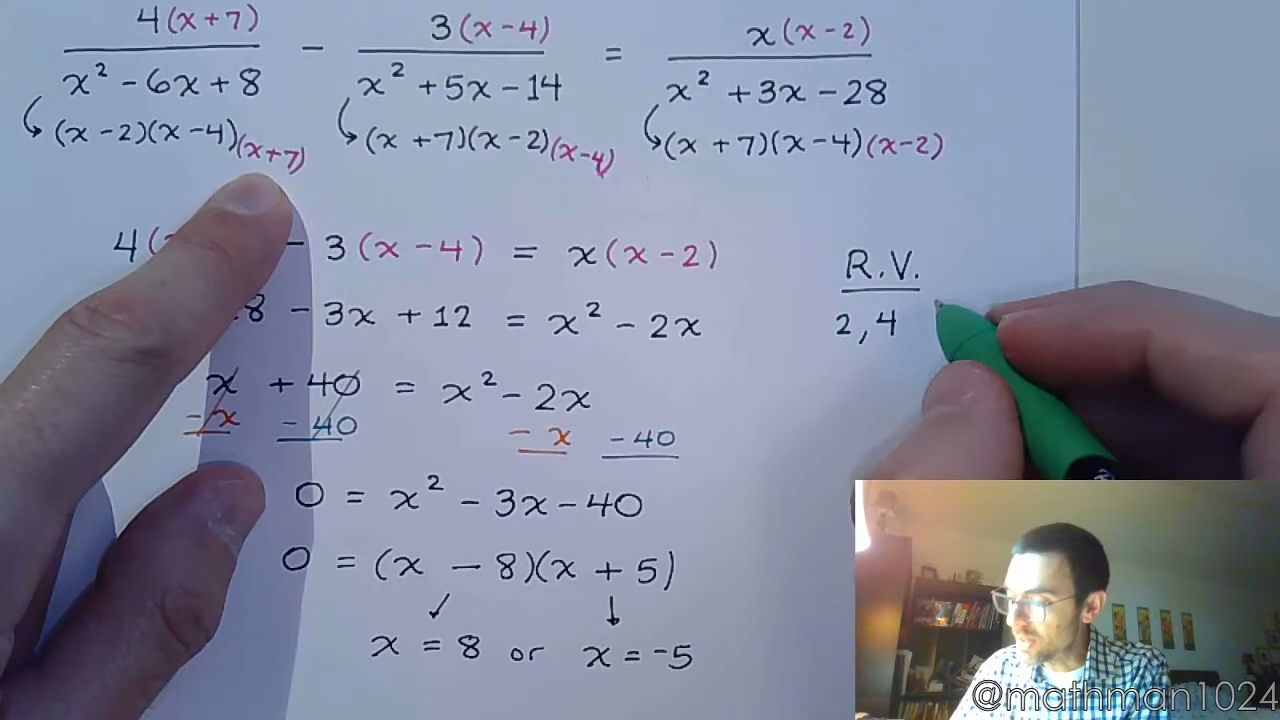 4(x+7) / x² - 6x + 8 - 3(x-4) / x² + 5x - 14 = x(x-2) / x² + 3x - 28
(x-2)(x-4)(x+7) (x+7)(x-2)(x-4) (x+7)(x-4)(x-2)
4( - 3(x-4) = x(x-2)
8 - 3x + 12 = x² - 2x
x + 40 = x² - 2x
-x -40 -x -40
0 = x² - 3x - 40
0 = (x - 8)(x + 5)
x = 8 or x = -5
R.V.
2, 4
@mathman1024